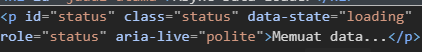 <p id="status" class="status" data-state="loading"
role="status" aria-live="polite">Memuat data...</p>